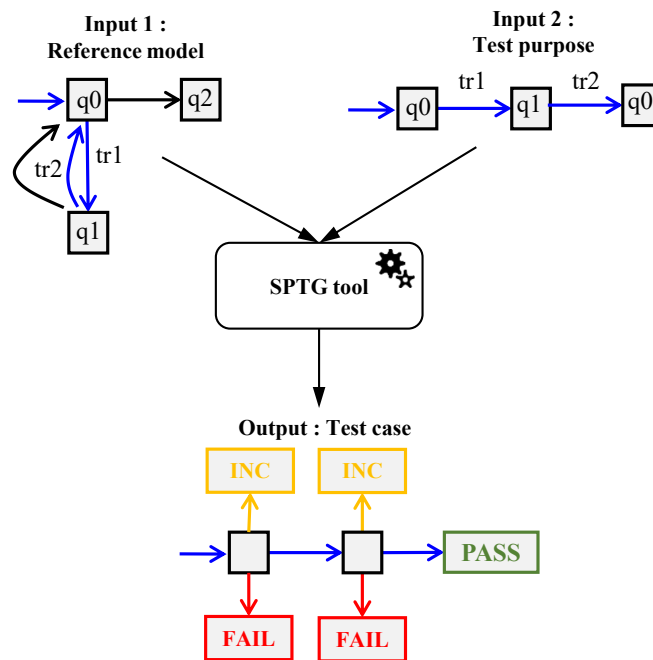 Input 1 :
Reference model
q0
q2
tr2
tr1
q1
Input 2 :
Test purpose
tr1
tr2
q0
q1
q0
SPTG tool
Output : Test case
INC
INC
PASS
FAIL
FAIL